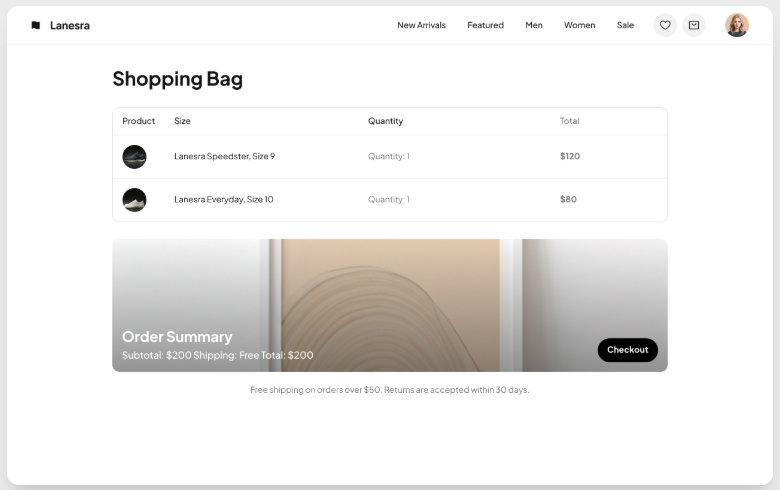 Lanesra
New Arrivals Featured Men Women Sale
Shopping Bag
Product Size Quantity Total
Lanesra Speedster, Size 9 Quantity: 1 $120
Lanesra Everyday, Size 10 Quantity: 1 $80
Order Summary
Subtotal: $200 Shipping: Free Total: $200
Checkout
Free shipping on orders over $50. Returns are accepted within 30 days.